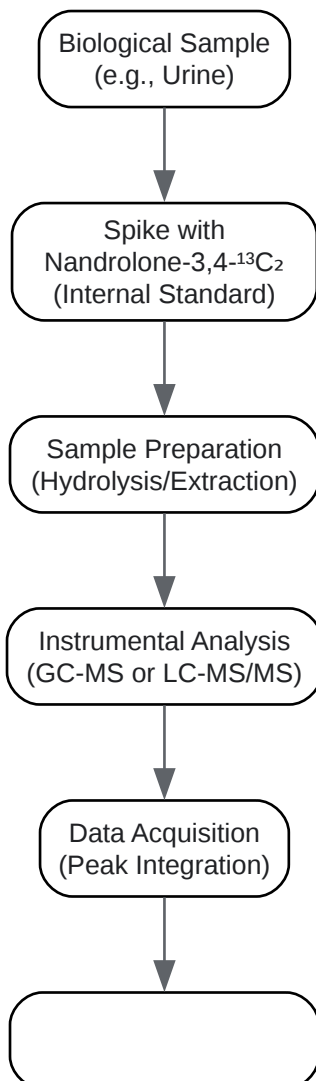 Biological Sample
(e.g., Urine)
Spike with
Nandrolone-3,4-¹³C₂
(Internal Standard)
Sample Preparation
(Hydrolysis/Extraction)
Instrumental Analysis
(GC-MS or LC-MS/MS)
Data Acquisition
(Peak Integration)